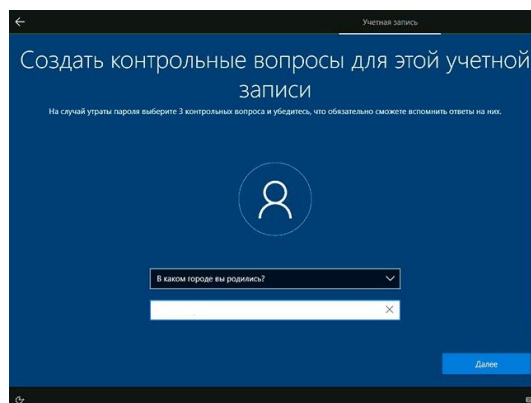 Учетная запись
Создать контрольные вопросы для этой учетной
записи
На случай утраты пароля выберите 3 контрольных вопроса и убедитесь, что обязательно сможете вспомнить ответы на них.
В каком городе вы родились?
Далее